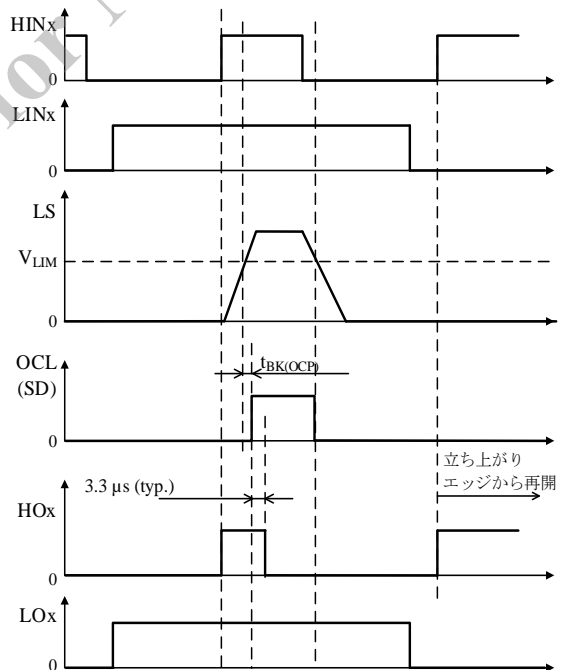 HINx
0
LINx
0
LS
VLIM
0
OCL
(SD)
tBK(OCP)
0
立ち上がり
エッジから再開
3.3 µs (typ.)
HOx
0
LOx
0